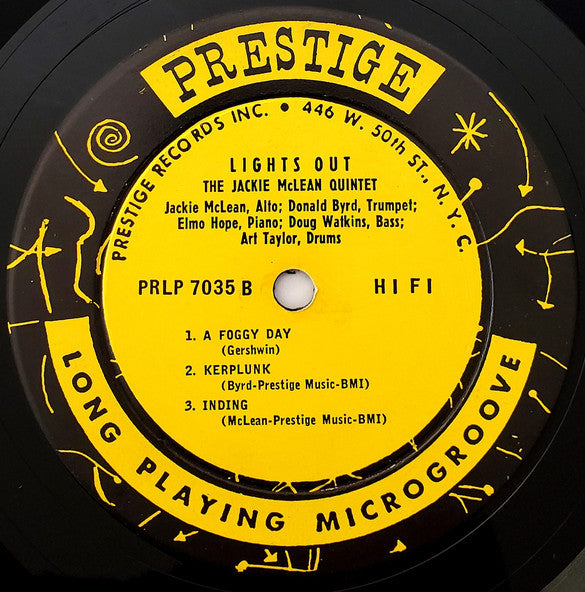 PRESTIGE
PRESTIGE RECORDS INC. • 446 W. 50th ST., N.Y.C.
LIGHTS OUT
THE JACKIE McLEAN QUINTET
Jackie McLean, Alto; Donald Byrd, Trumpet;
Elmo Hope, Piano; Doug Watkins, Bass;
Art Taylor, Drums
PRLP 7035 B HI FI
1. A FOGGY DAY
(Gershwin)
2. KERPLUNK
(Byrd-Prestige Music-BMI)
3. INDING
(McLean-Prestige Music-BMI)
LONG PLAYING MICROGROOVE